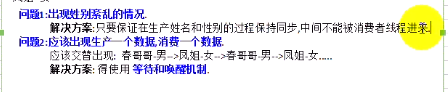 问题1:出现性别紊乱的情况.
解决方案:只要保证在生产姓名和性别的过程保持同步,中间不能被消费者线程进来.
问题2:应该出现生产一个数据,消费一个数据.
应该交替出现: 春哥哥-男-->凤姐-女-->春哥哥-男-->凤姐-女.....
解决方案: 得使用 等待和唤醒机制.